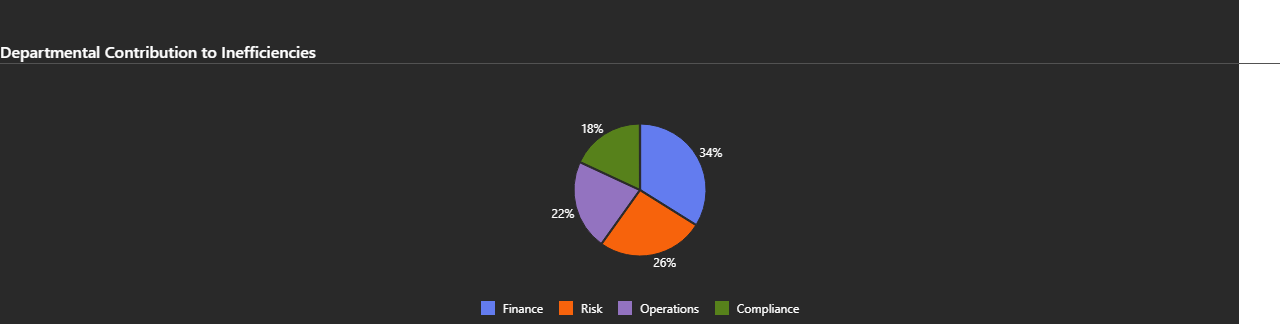 Departmental Contribution to Inefficiencies
18%
34%
22%
26%
Finance Risk Operations Compliance